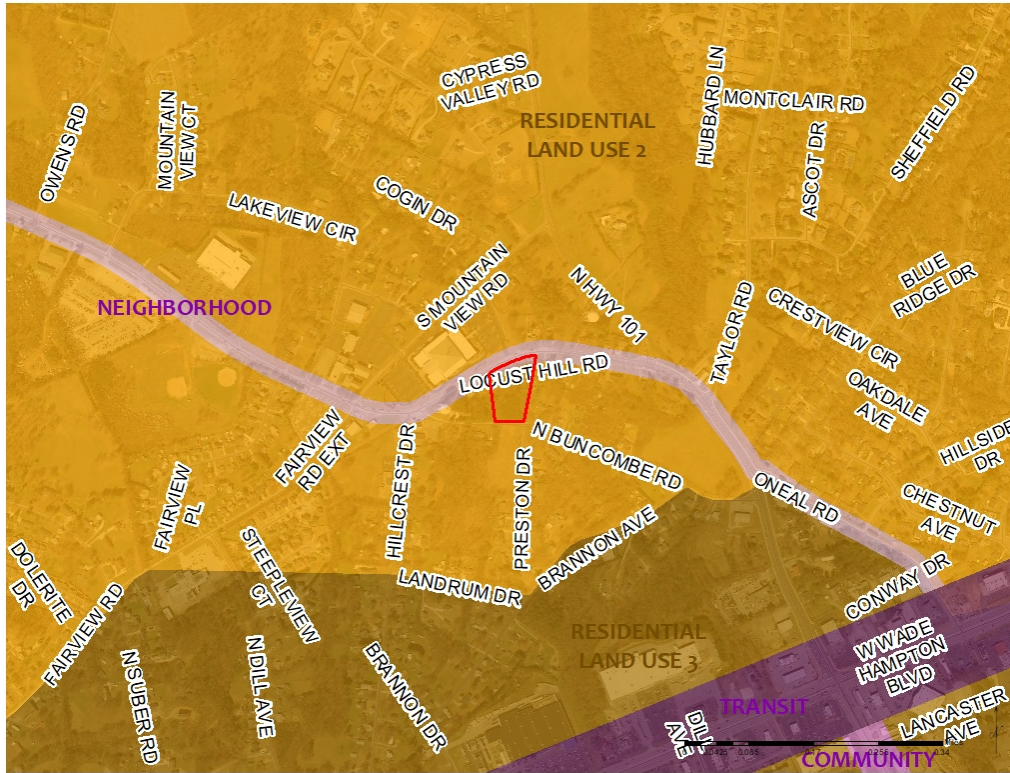 CYPRESS
VALLEY RD
RESIDENTIAL
LAND USE 2
HUBBARD LN
MONTCLAIR RD
ASCOT DR
SHEFFIELD RD
OWENS RD
MOUNTAIN
VIEW CT
LAKEVIEW CIR
COGIN DR
S MOUNTAIN
VIEW RD
N HWY 101
BLUE
RIDGE DR
NEIGHBORHOOD
TAYLOR RD
CRESTVIEW CIR
LOCUST HILL RD
OAKDALE
AVE
HILLSIDE
DR
FAIRVIEW
RD EXT
HILLCREST DR
N BUNCOMBE RD
PRESTON DR
ONEAL RD
CHESTNUT
AVE
FAIRVIEW
PL
STEEPLEVIEW
CT
BRANNON AVE
DOLERITE
DR
FAIRVIEW RD
LANDRUM DR
CONWAY DR
N SUBER RD
N DILL AVE
BRANNON DR
RESIDENTIAL
LAND USE 3
W WADE
HAMPTON
BLVD
TRANSIT
DILL
AVE
LANCASTER
AVE
COMMUNITY